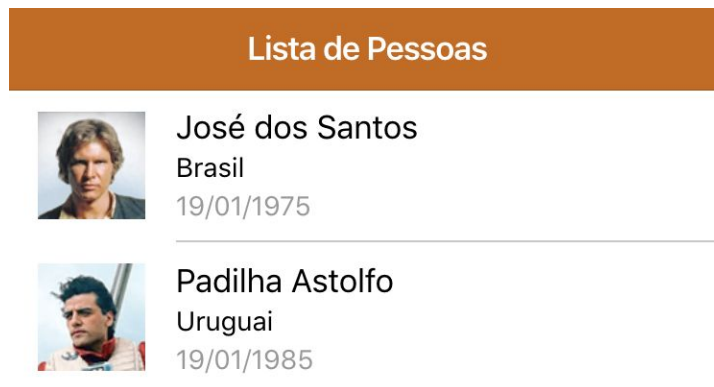 Lista de Pessoas
José dos Santos
Brasil
19/01/1975
Padilha Astolfo
Uruguai
19/01/1985